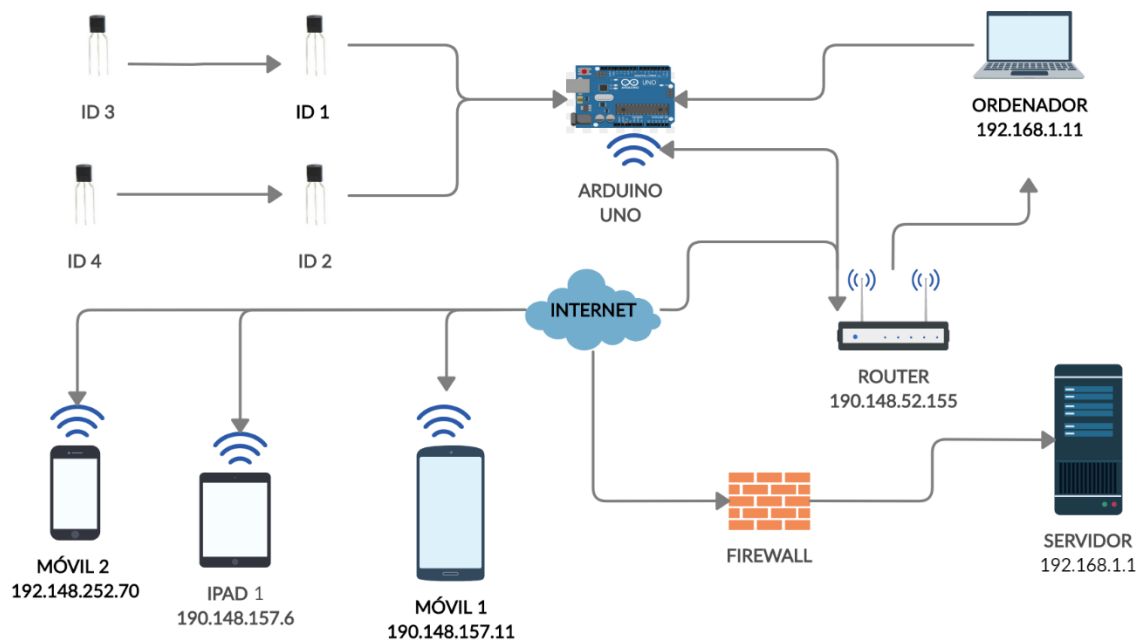 ID 3
ID 1
UNO
ARDUINO
UNO
ORDENADOR
192.168.1.11
ID 4
ID 2
INTERNET
ROUTER
190.148.52.155
MÓVIL 2
192.148.252.70
IPAD 1
190.148.157.6
MÓVIL 1
190.148.157.11
FIREWALL
SERVIDOR
192.168.1.1